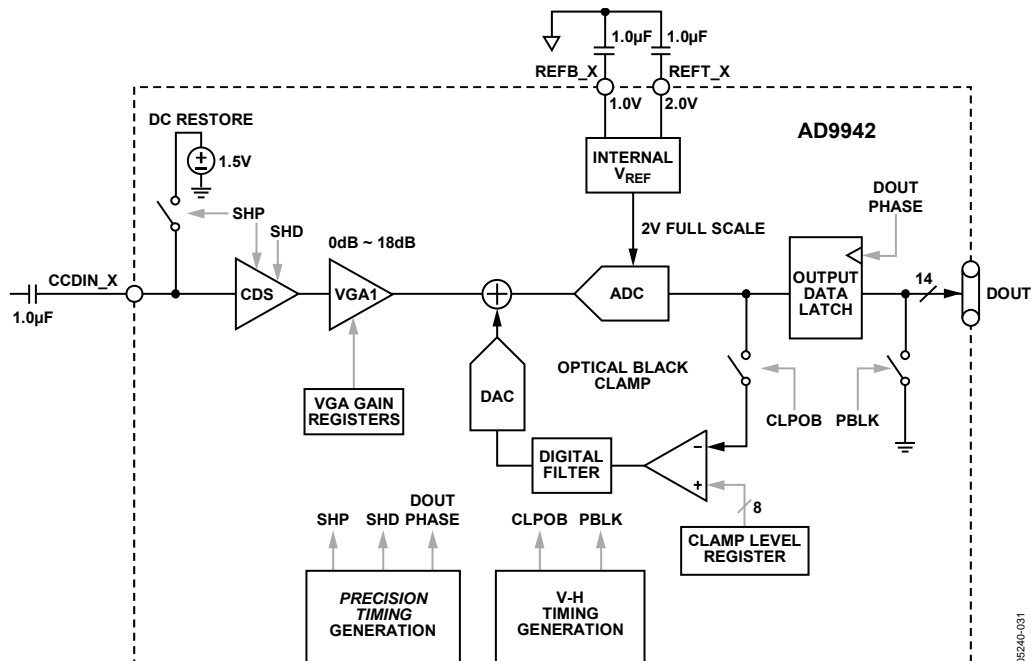 1.0µF 1.0µF
REFB_X REFT_X
1.0V 2.0V
DC RESTORE
AD9942
+
–
1.5V
INTERNAL
VREF
DOUT
PHASE
SHP
SHD
2V FULL SCALE
0dB ~ 18dB
CCDIN_X
1.0µF
CDS
VGA1
+
ADC
OUTPUT
DATA
LATCH
14
DOUT
OPTICAL BLACK
CLAMP
DAC
VGA GAIN
REGISTERS
CLPOB PBLK
DIGITAL
FILTER
–
+
8
CLAMP LEVEL
REGISTER
SHP SHD DOUT
PHASE
CLPOB PBLK
PRECISION
TIMING
GENERATION
V-H
TIMING
GENERATION
05240-031